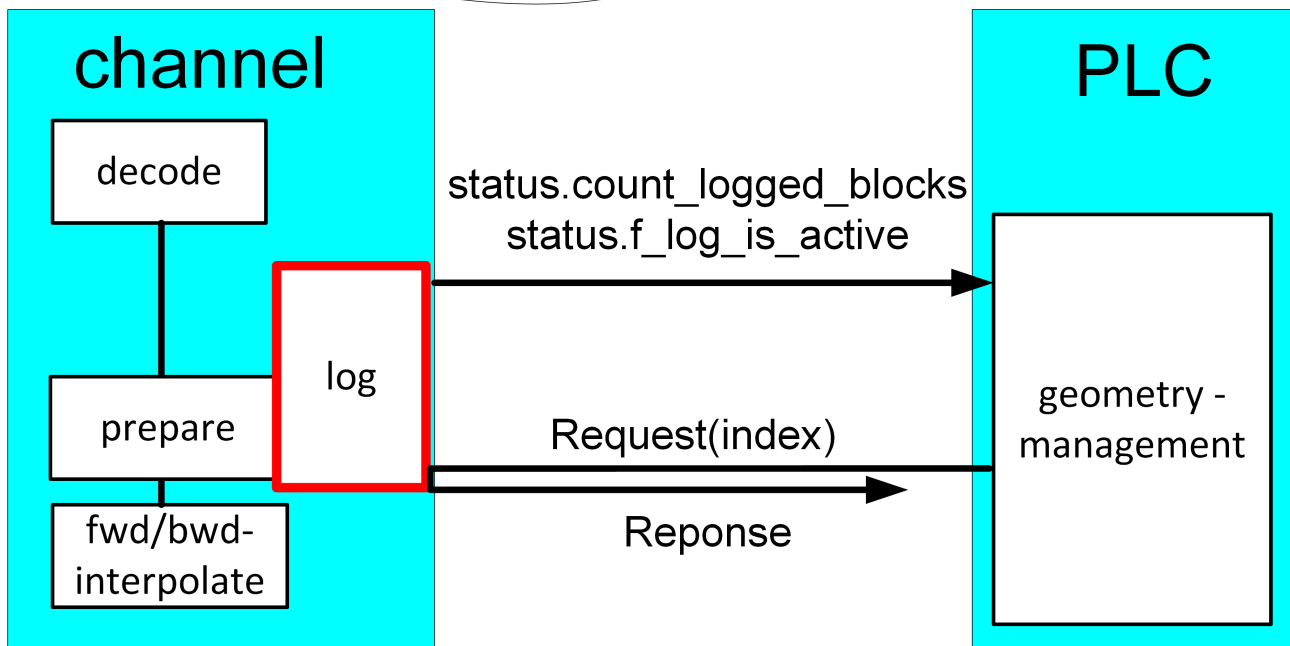 channel
PLC
decode
status.count_logged_blocks
status.f_log_is_active
log
prepare
geometry -
management
Request(index)
Reponse
fwd/bwd-
interpolate